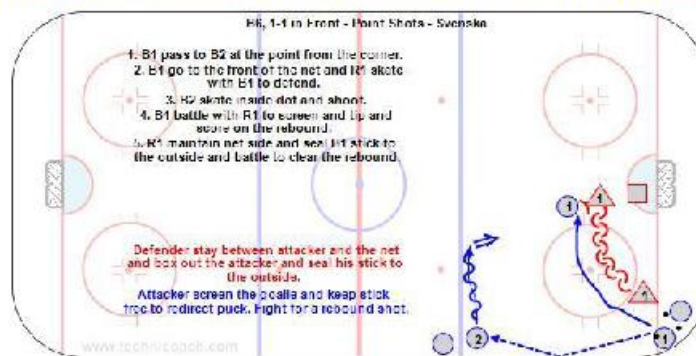 B6, 1-1 in Front - Point Shots - Svenska
1. B1 pass to B2 at the point from the corner.
2. B1 go to the front of the net and R1 skate
with B1 to defend.
3. B2 skate inside dot and shoot.
4. B1 battle with R1 to screen and tip and
score on the rebound.
5. R1 maintain net side and seal B1 stick to
the outside and battle to clear the rebound.
1
1
Defender stay between attacker and the net
and box out the attacker and seal his stick to
the outside.
1
Attacker screen the goalie and keep stick
free to redirect puck. Fight for a rebound shot.
2
1
www.technicoach.com